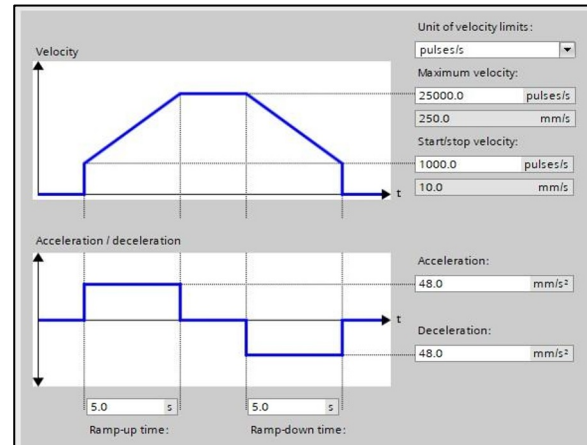 Unit of velocity limits:
pulses/s
Velocity
Maximum velocity:
25000.0 pulses/s
250.0 mm/s
Start/stop velocity:
1000.0 pulses/s
t
10.0 mm/s
Acceleration / deceleration
Acceleration:
48.0 mm/s²
t
Deceleration:
48.0 mm/s²
5.0 s 5.0 s
Ramp-up time: Ramp-down time: